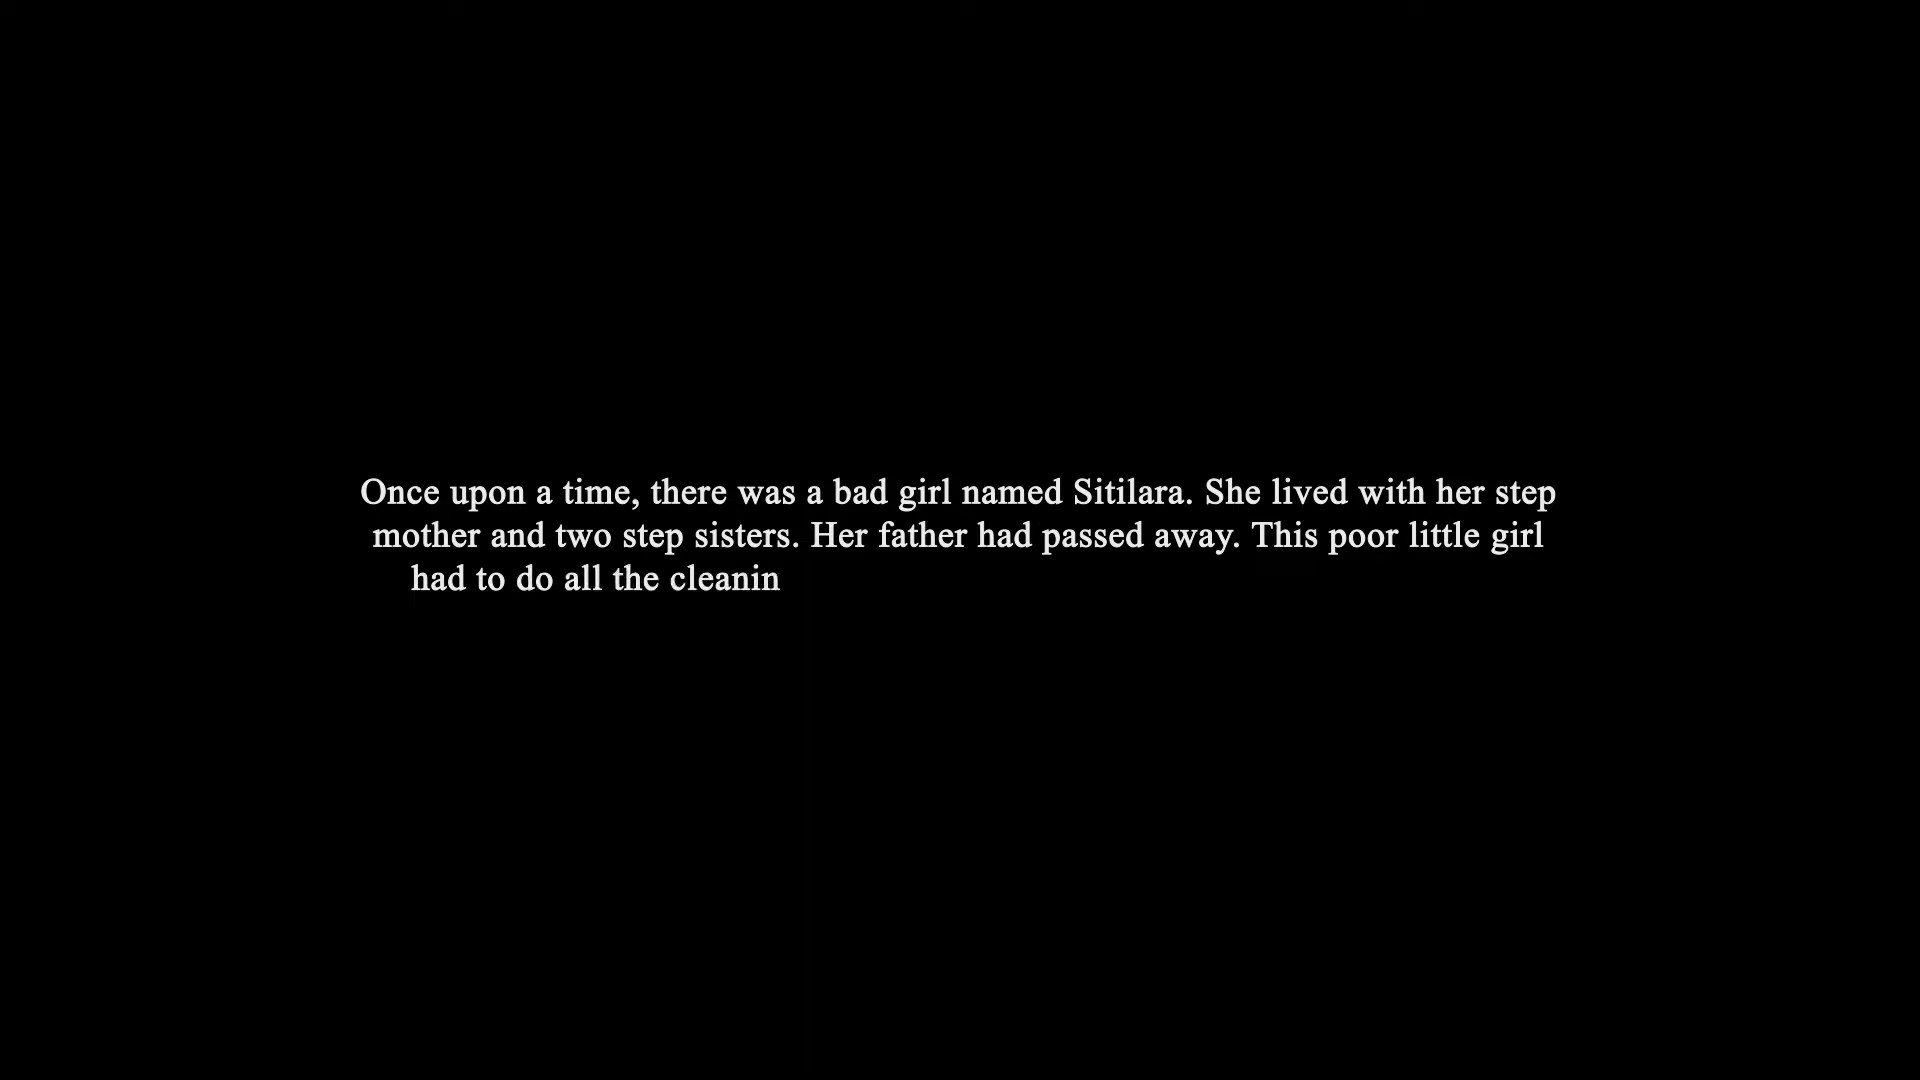 Once upon a time, there was a bad girl named Sitilara. She lived with her step
mother and two step sisters. Her father had passed away. This poor little girl
had to do all the cleanin